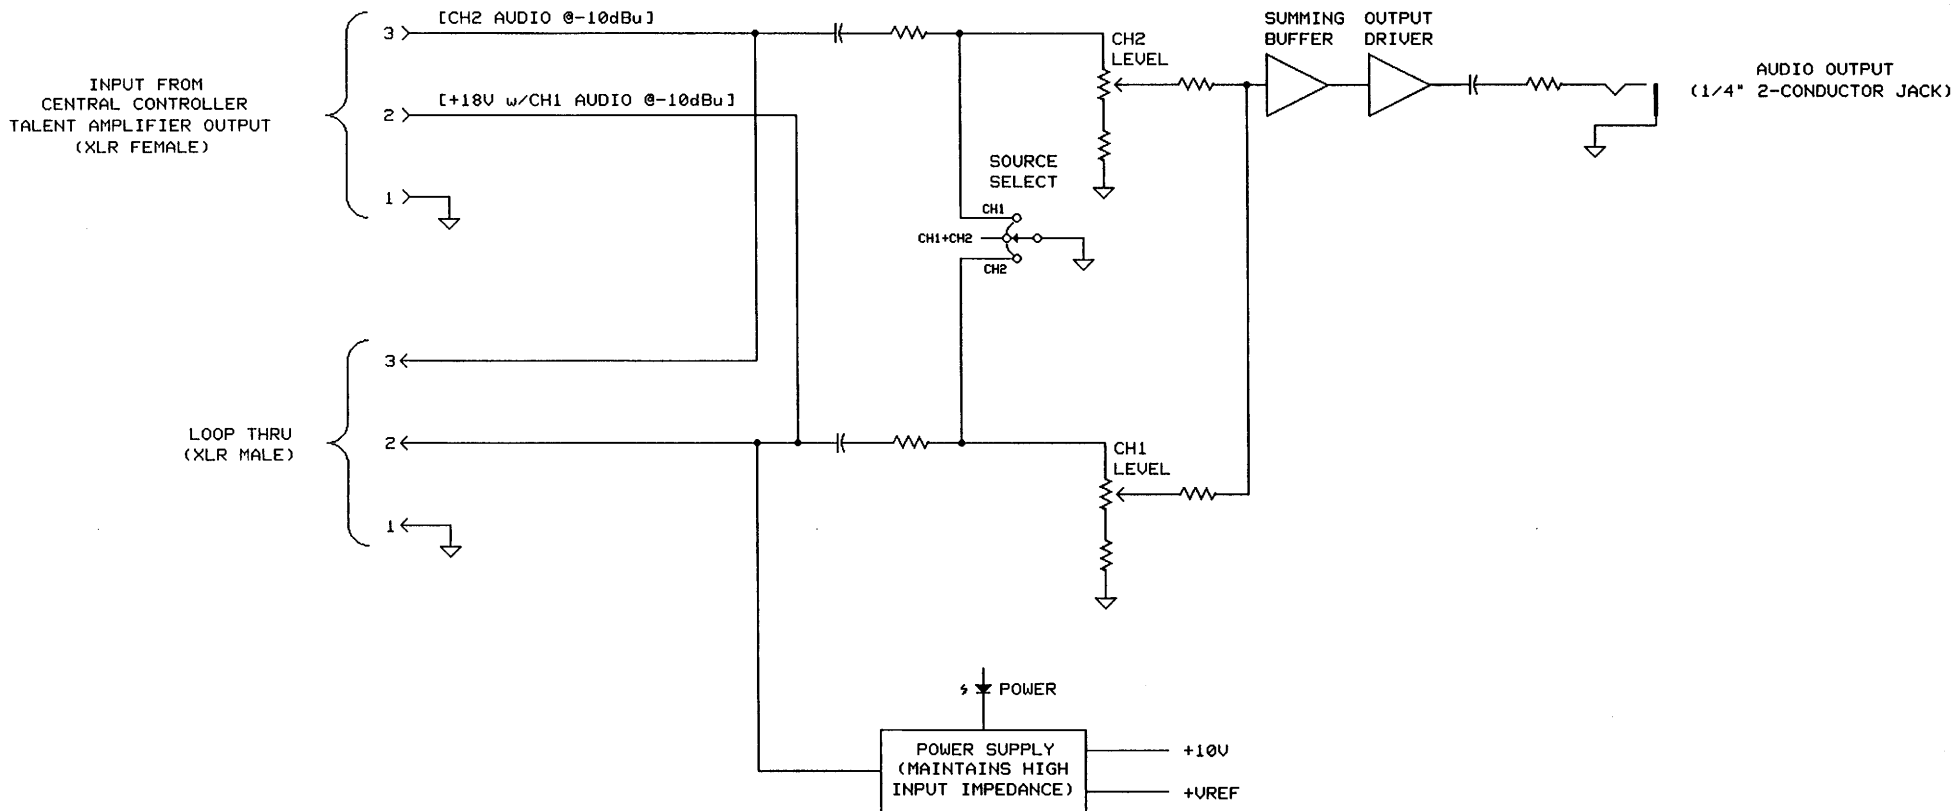 [CH2 AUDIO @-10dBu]
3
INPUT FROM
CENTRAL CONTROLLER
TALENT AMPLIFIER OUTPUT
(XLR FEMALE)
[+18V w/CH1 AUDIO @-10dBu]
2
1
CH2
LEVEL
SUMMING
BUFFER
OUTPUT
DRIVER
AUDIO OUTPUT
(1/4" 2-CONDUCTOR JACK)
SOURCE
SELECT
CH1
CH1+CH2
CH2
3
LOOP THRU
(XLR MALE)
2
1
CH1
LEVEL
POWER
POWER SUPPLY
(MAINTAINS HIGH
INPUT IMPEDANCE)
+10V
+VREF